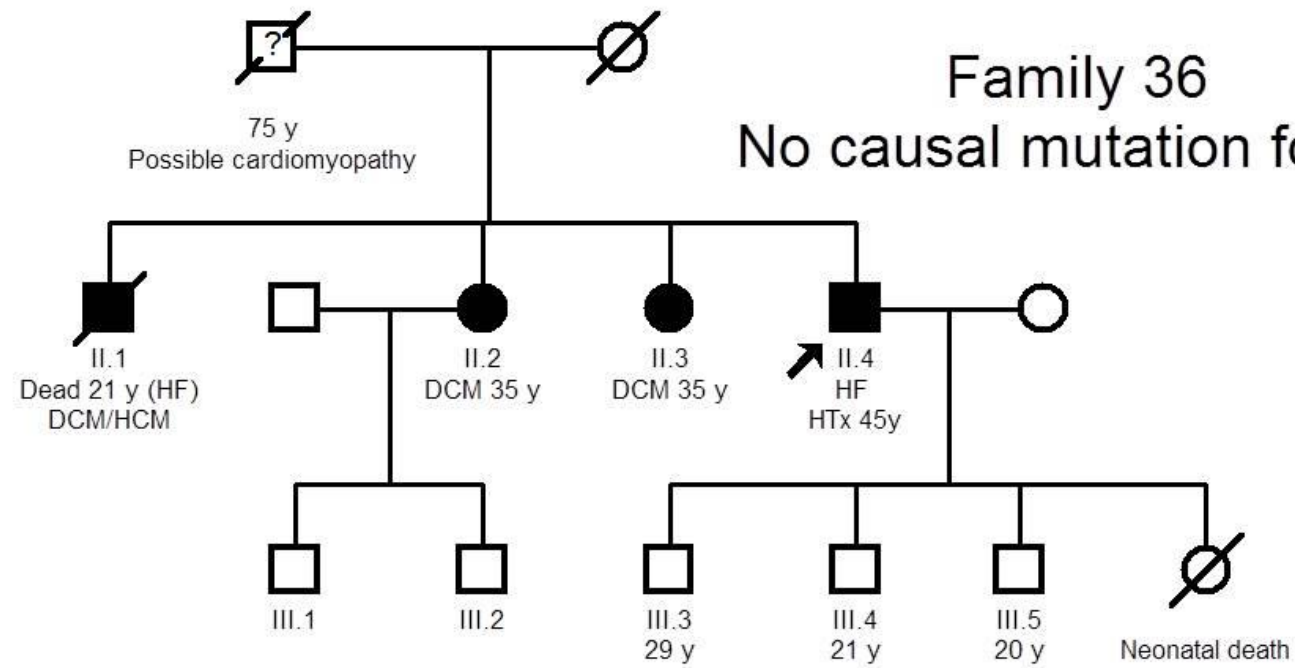 ?
Family 36
No causal mutation fo
75 y
Possible cardiomyopathy
II.1
Dead 21 y (HF)
DCM/HCM
II.2
DCM 35 y
II.3
DCM 35 y
II.4
HF
HTx 45y
III.1
III.2
III.3
29 y
III.4
21 y
III.5
20 y
Neonatal death